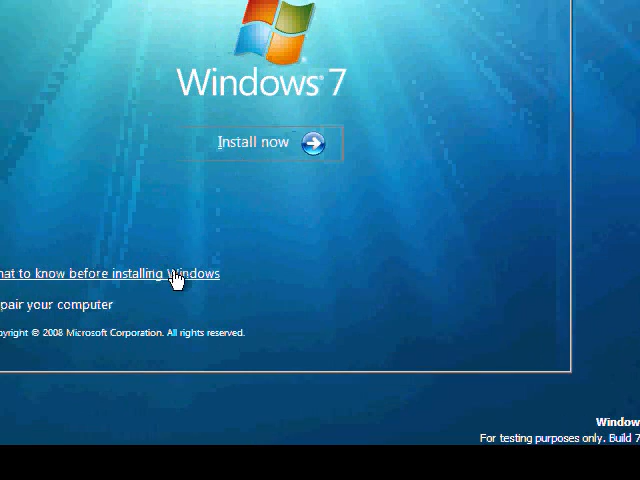 Windows 7
Install now
hat to know before installing Windows
pair your computer
pyright © 2008 Microsoft Corporation. All rights reserved.
Window
For testing purposes only. Build 7